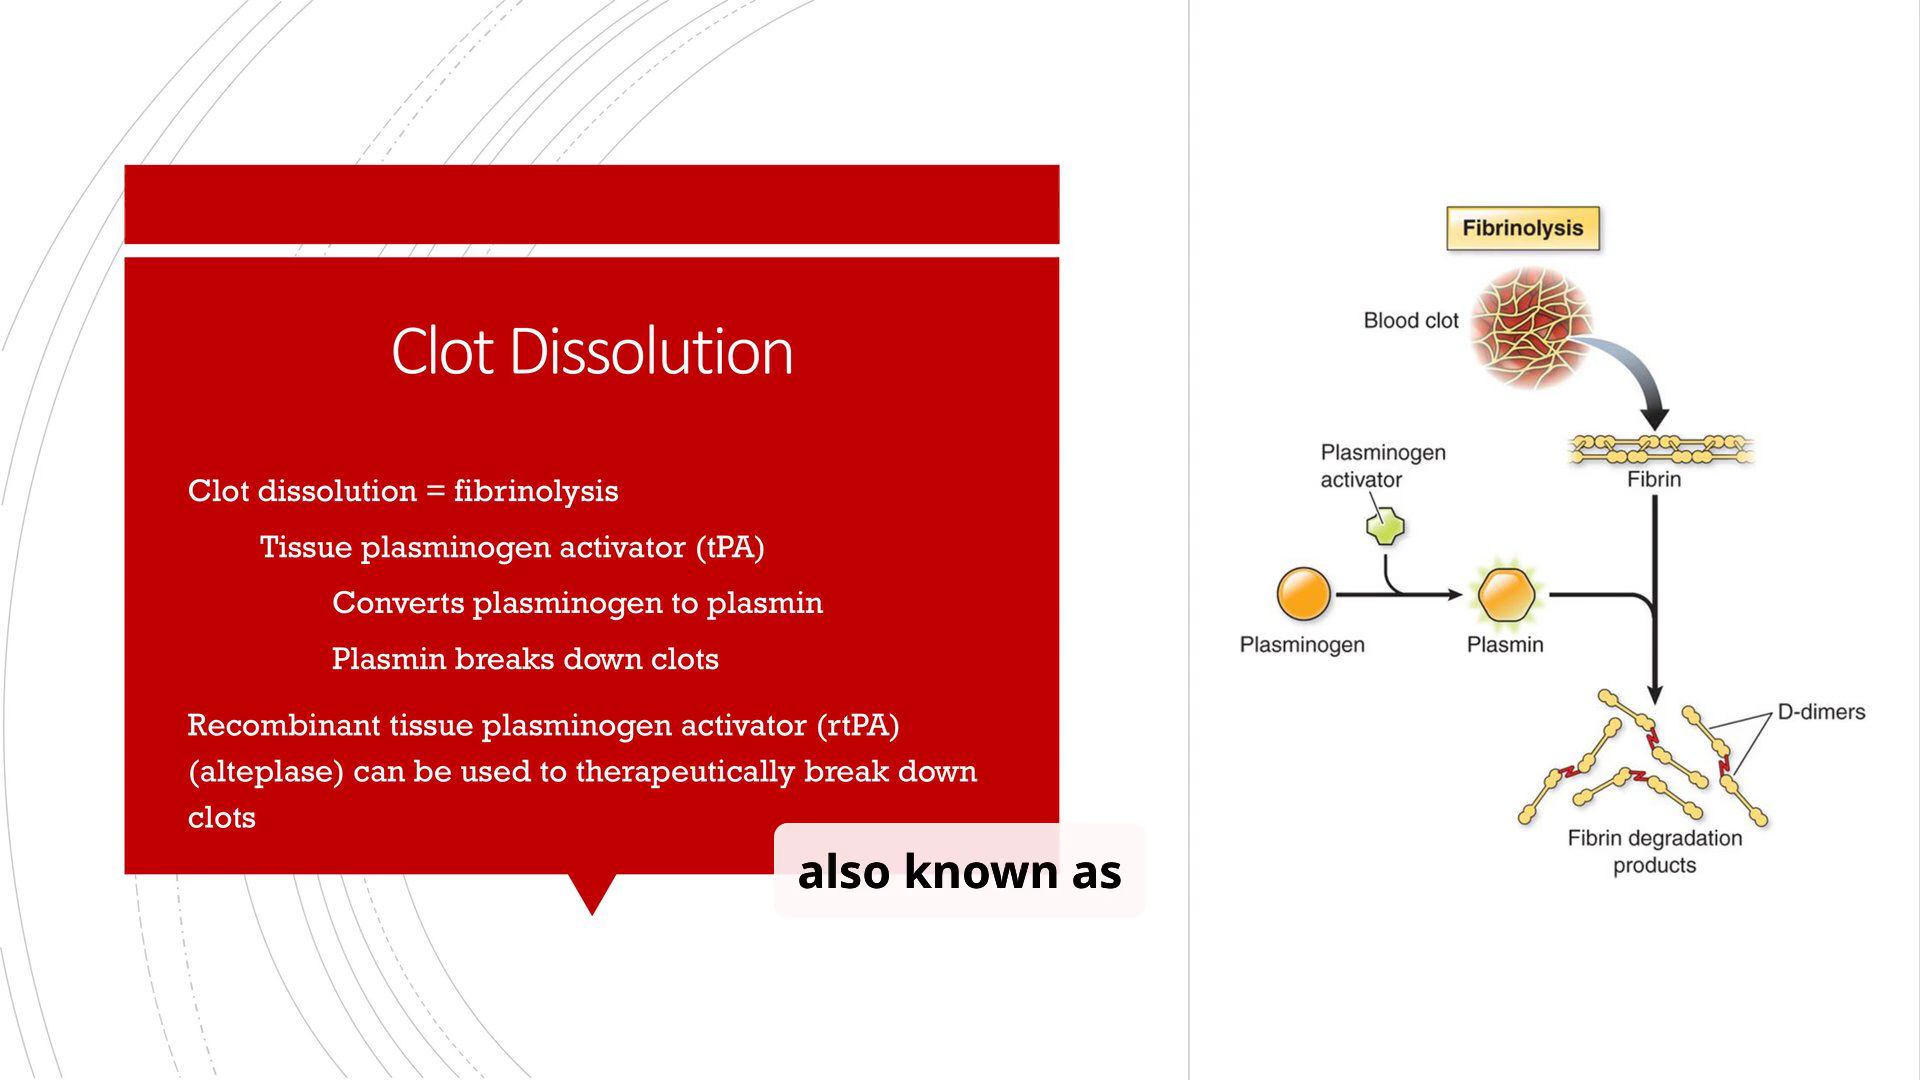 Clot Dissolution
Clot dissolution = fibrinolysis
Tissue plasminogen activator (tPA)
Converts plasminogen to plasmin
Plasmin breaks down clots
Recombinant tissue plasminogen activator (rtPA)
(alteplase) can be used to therapeutically break down
clots
also known as
Fibrinolysis
Blood clot
Fibrin
Plasminogen
activator
Plasminogen
Plasmin
D-dimers
Fibrin degradation
products